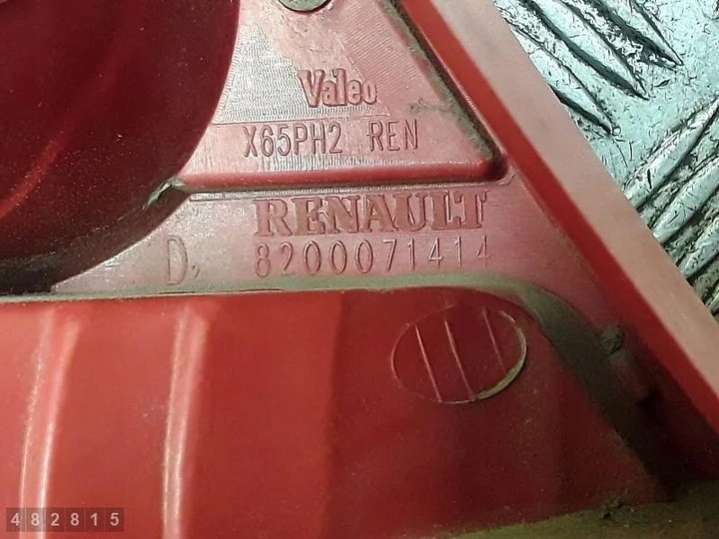 Valeo
X65PH2 REN
RENAULT
D, 8200071414
482815